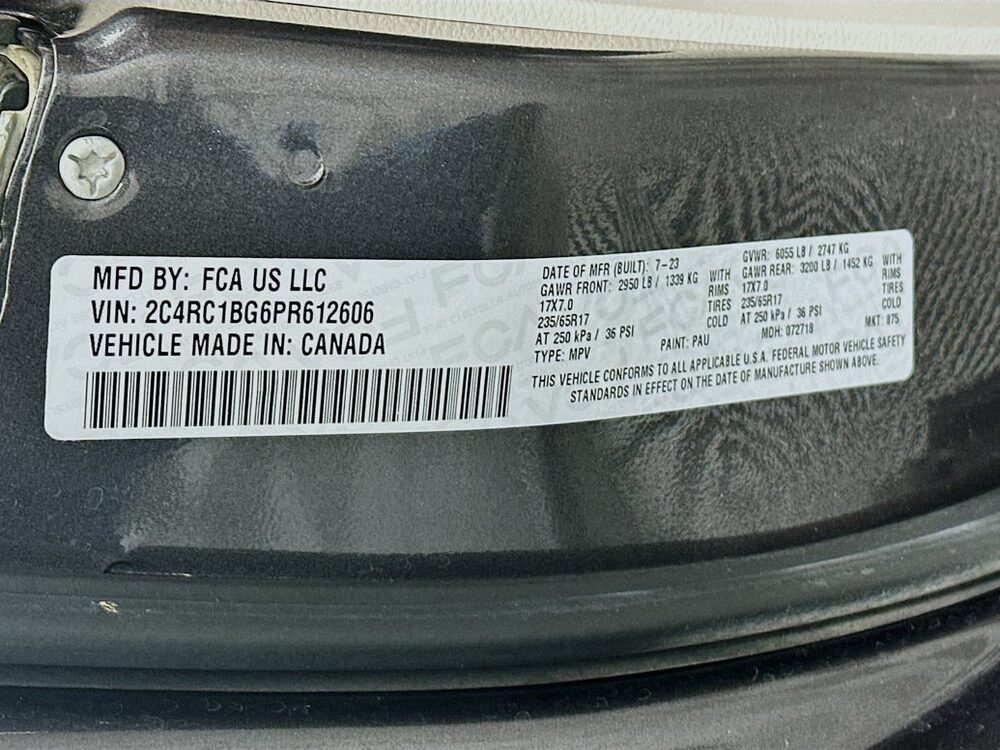 MFD BY: FCA US LLC
VIN: 2C4RC1BG6PR612606
VEHICLE MADE IN: CANADA
DATE OF MFR (BUILT): 7-23
GVWR: 6055 LB / 2747 KG
GAWR FRONT: 2950 LB / 1339 KG WITH
GAWR REAR: 3200 LB / 1452 KG WITH
17X7.0 RIMS
17X7.0 RIMS
235/65R17 TIRES
235/65R17 TIRES
AT 250 kPa / 36 PSI COLD
AT 250 kPa / 36 PSI COLD
TYPE: MPV PAINT: PAU MDH: 072718 MKT: 875
THIS VEHICLE CONFORMS TO ALL APPLICABLE U.S.A. FEDERAL MOTOR VEHICLE SAFETY
STANDARDS IN EFFECT ON THE DATE OF MANUFACTURE SHOWN ABOVE.